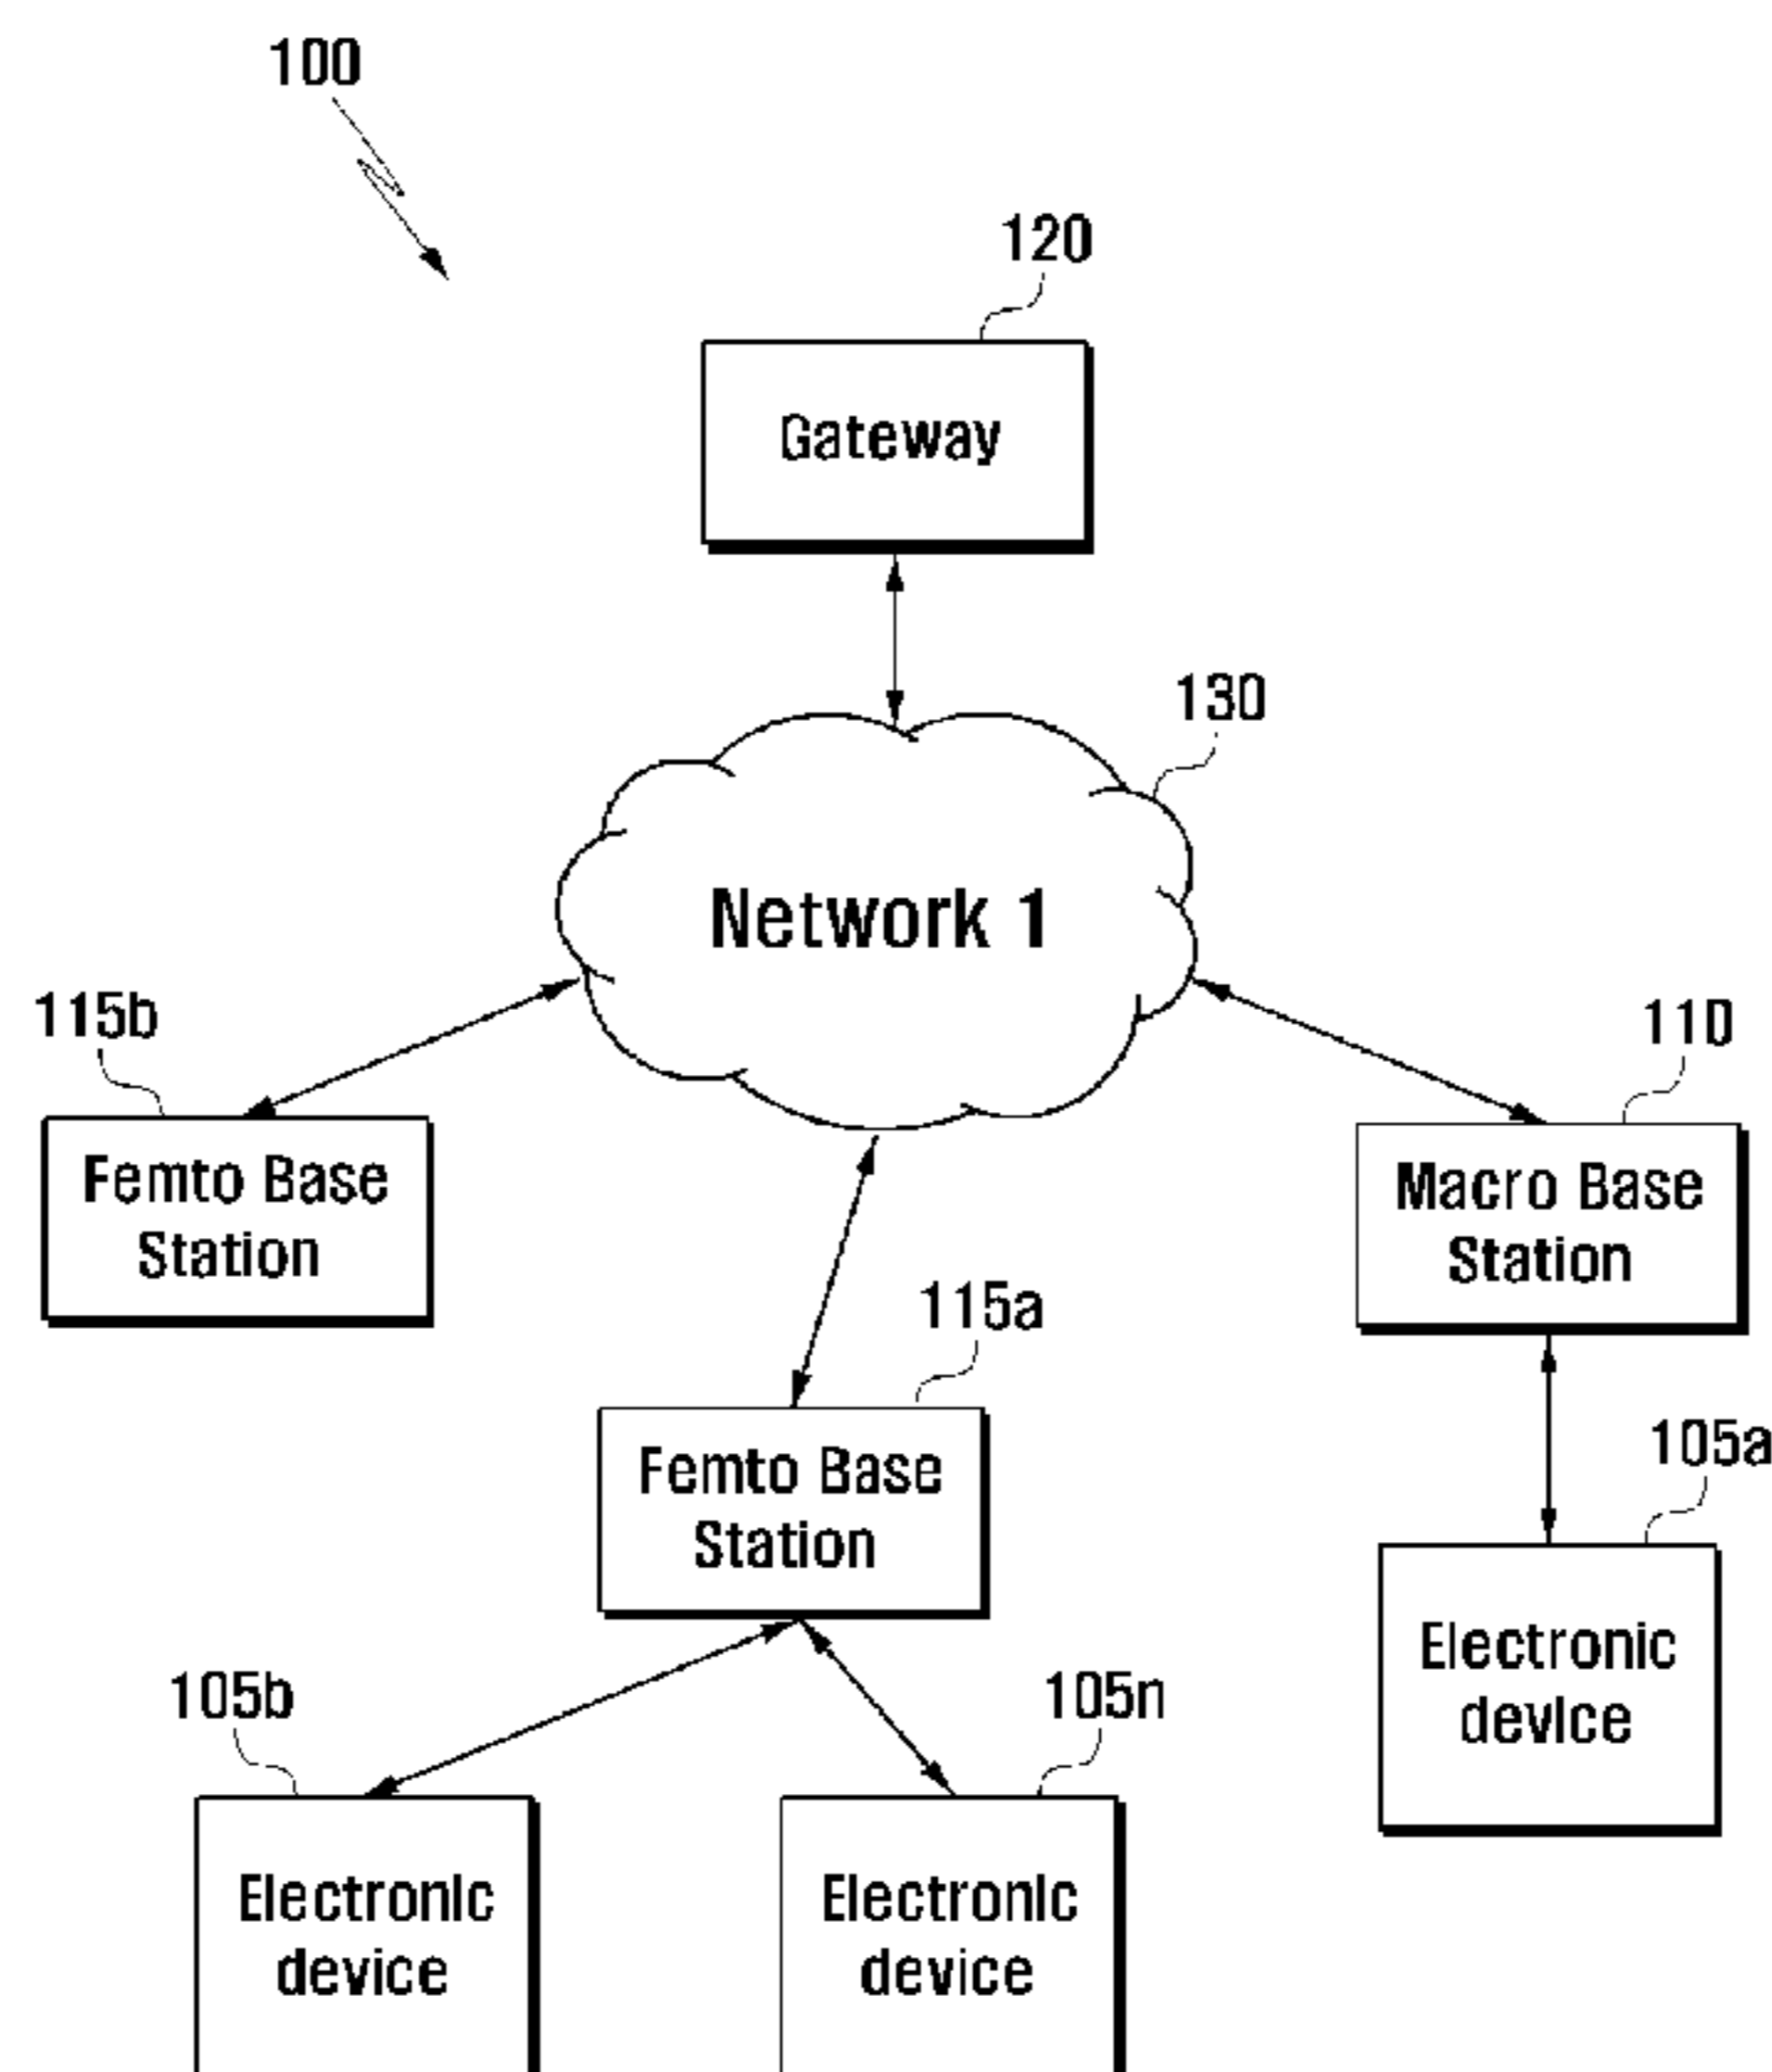 100
120
Gateway
130
Network 1
115b
110
Femto Base
Station
Macro Base
Station
115a
105a
Femto Base
Station
Electronic
device
105b
105n
Electronic
device
Electronic
device